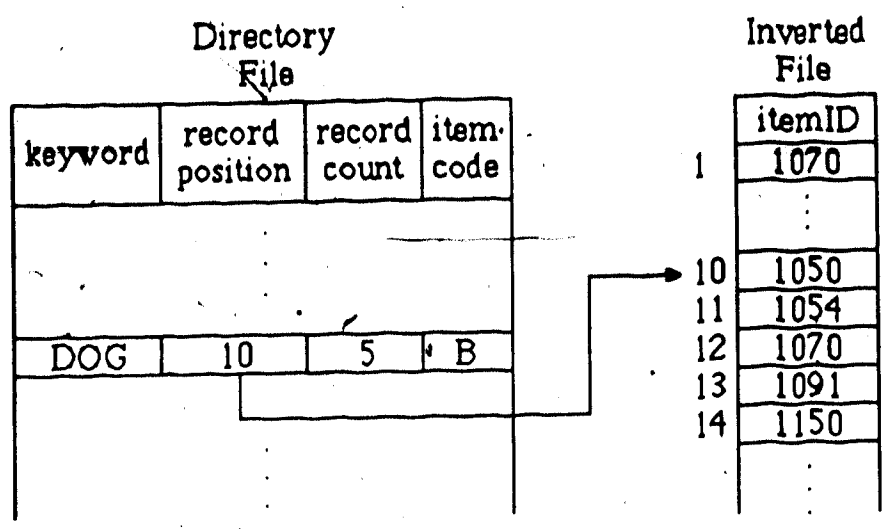 Directory
File
keyword
record
position
record
count
item
code
DOG
10
5
B
Inverted
File
itemID
1 1070
10 1050
11 1054
12 1070
13 1091
14 1150